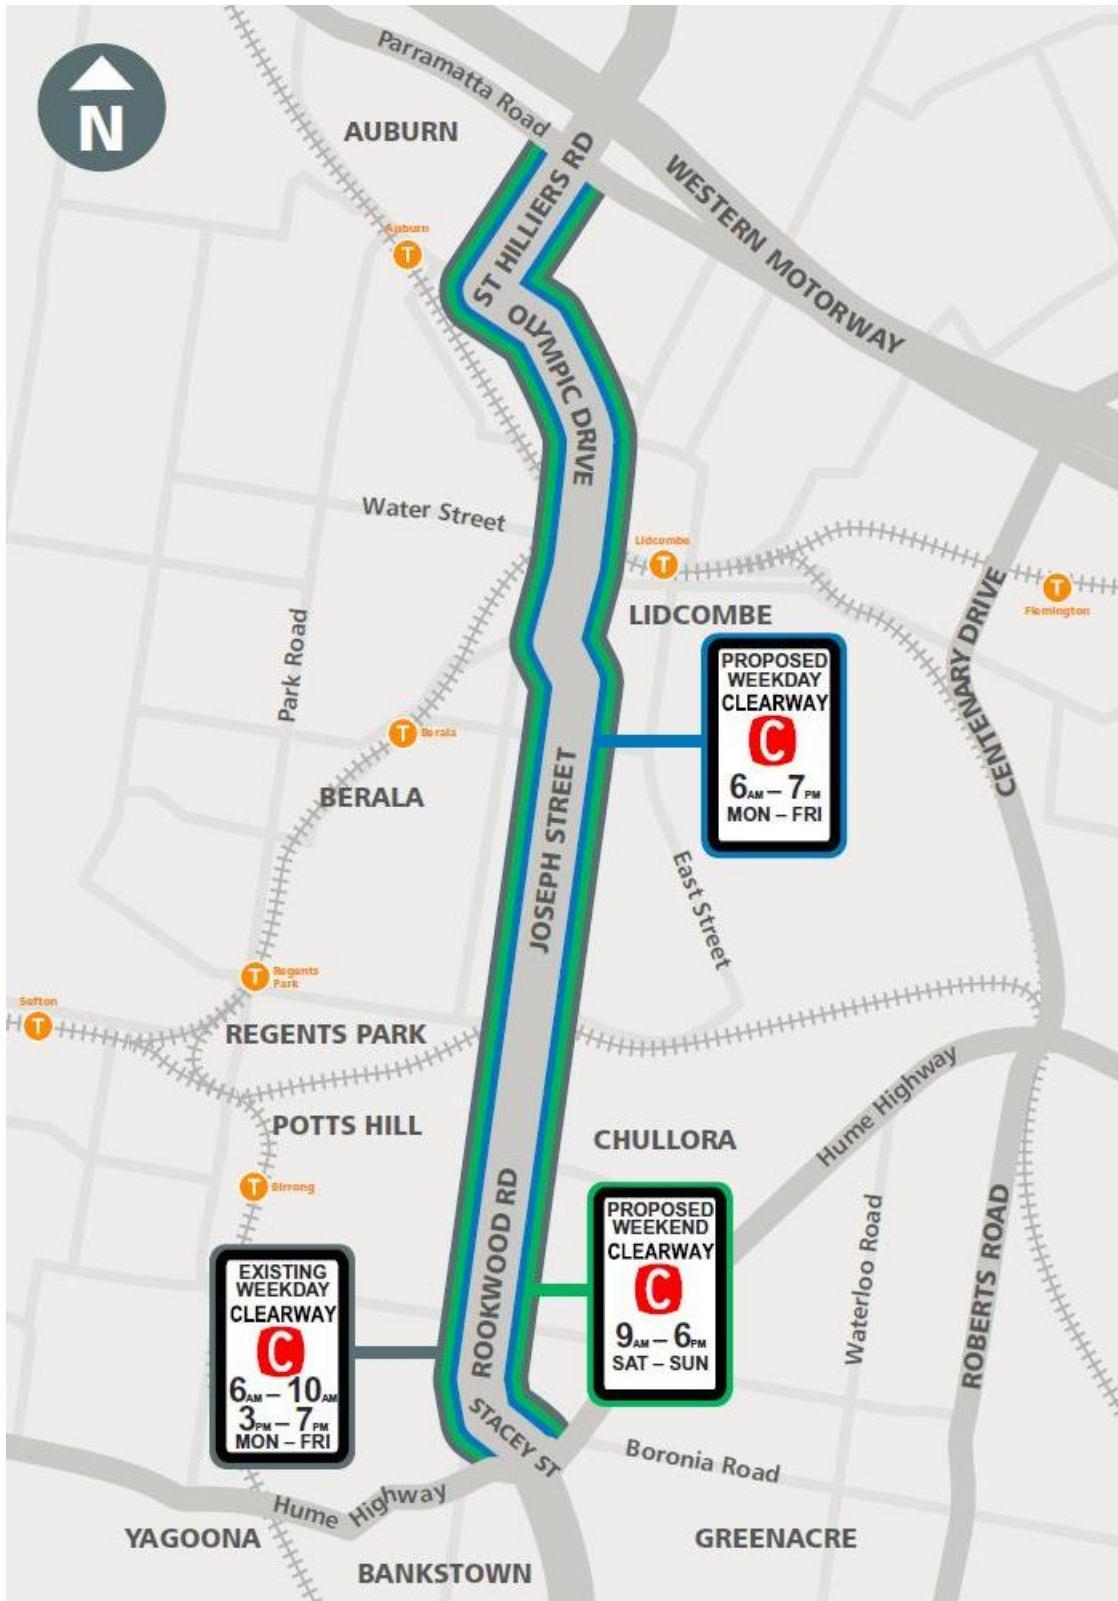 N
Parramatta Road
AUBURN
ST HILLIERS RD
WESTERN MOTORWAY
Auburn
T
OLYMPIC DRIVE
Water Street
Lidcombe
T
T
Flemington
LIDCOMBE
CENTENARY DRIVE
Park Road
PROPOSED
WEEKDAY
CLEARWAY
C
6AM – 7PM
MON – FRI
T
Berala
BERALA
JOSEPH STREET
East Street
T
Regents
Park
Sefton
T
REGENTS PARK
Hume Highway
POTTS HILL
CHULLORA
T
Birrong
ROOKWOOD RD
PROPOSED
WEEKEND
CLEARWAY
C
9AM – 6PM
SAT – SUN
Waterloo Road
ROBERTS ROAD
EXISTING
WEEKDAY
CLEARWAY
C
6AM – 10AM
3PM – 7PM
MON – FRI
STACEY ST
Boronia Road
Hume Highway
YAGOONA
GREENACRE
BANKSTOWN